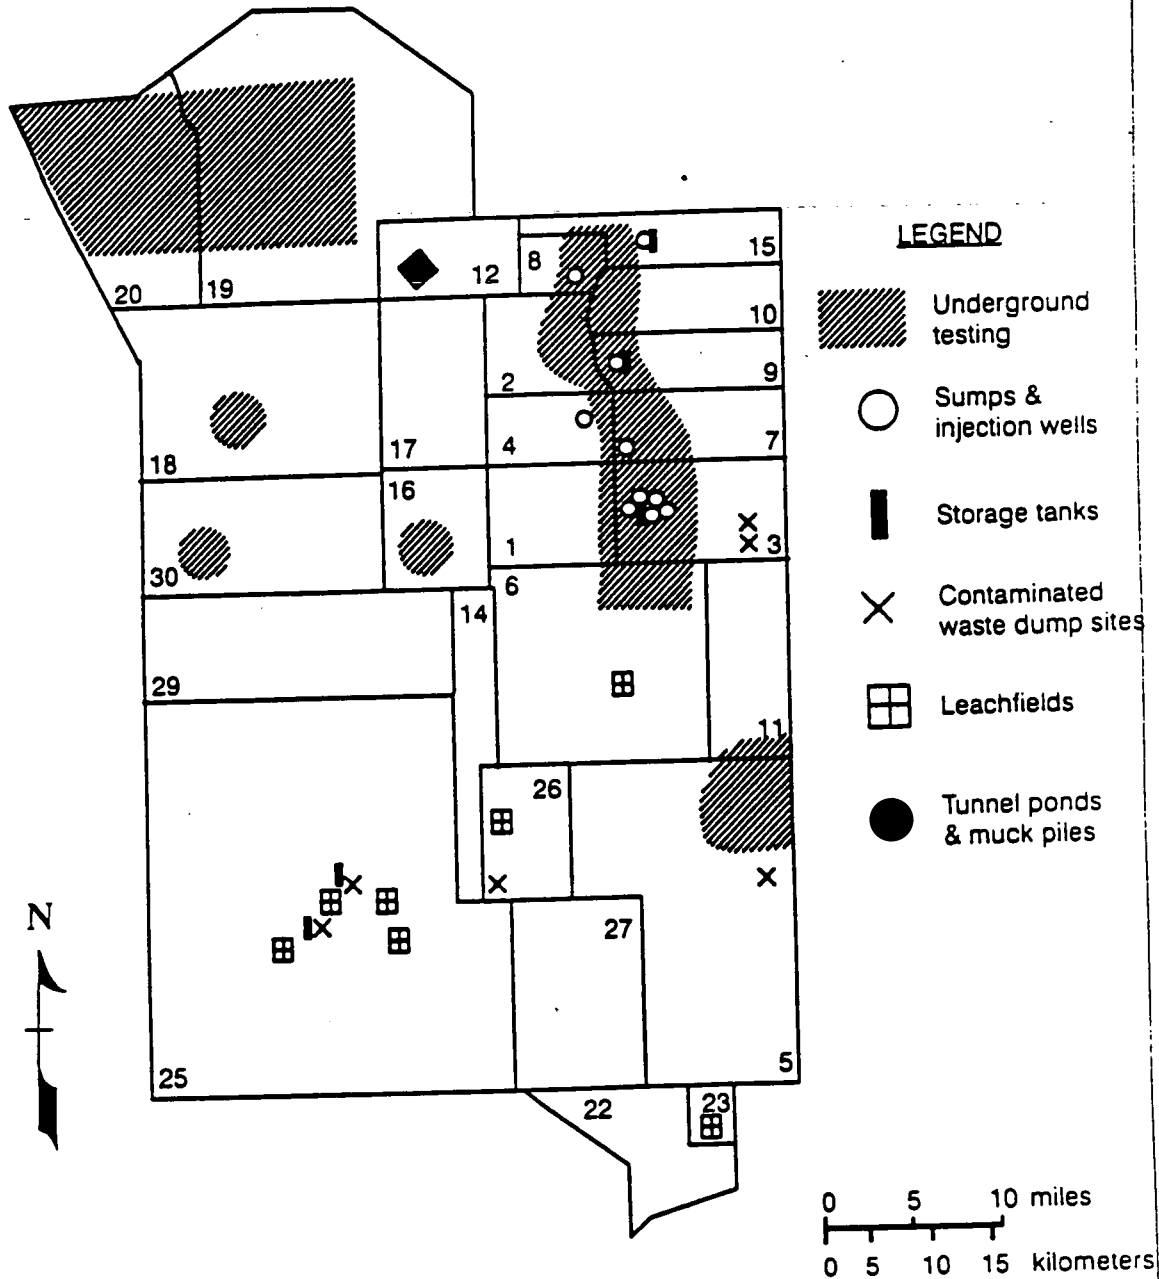 LEGEND
Underground
testing
Sumps &
injection wells
Storage tanks
Contaminated
waste dump sites
Leachfields
Tunnel ponds
& muck piles
15
8
12
20
19
10
2
9
17
4
7
18
16
1
3
30
6
14
29
11
26
27
N
25
5
22
23
0 5 10 miles
0 5 10 15 kilometers